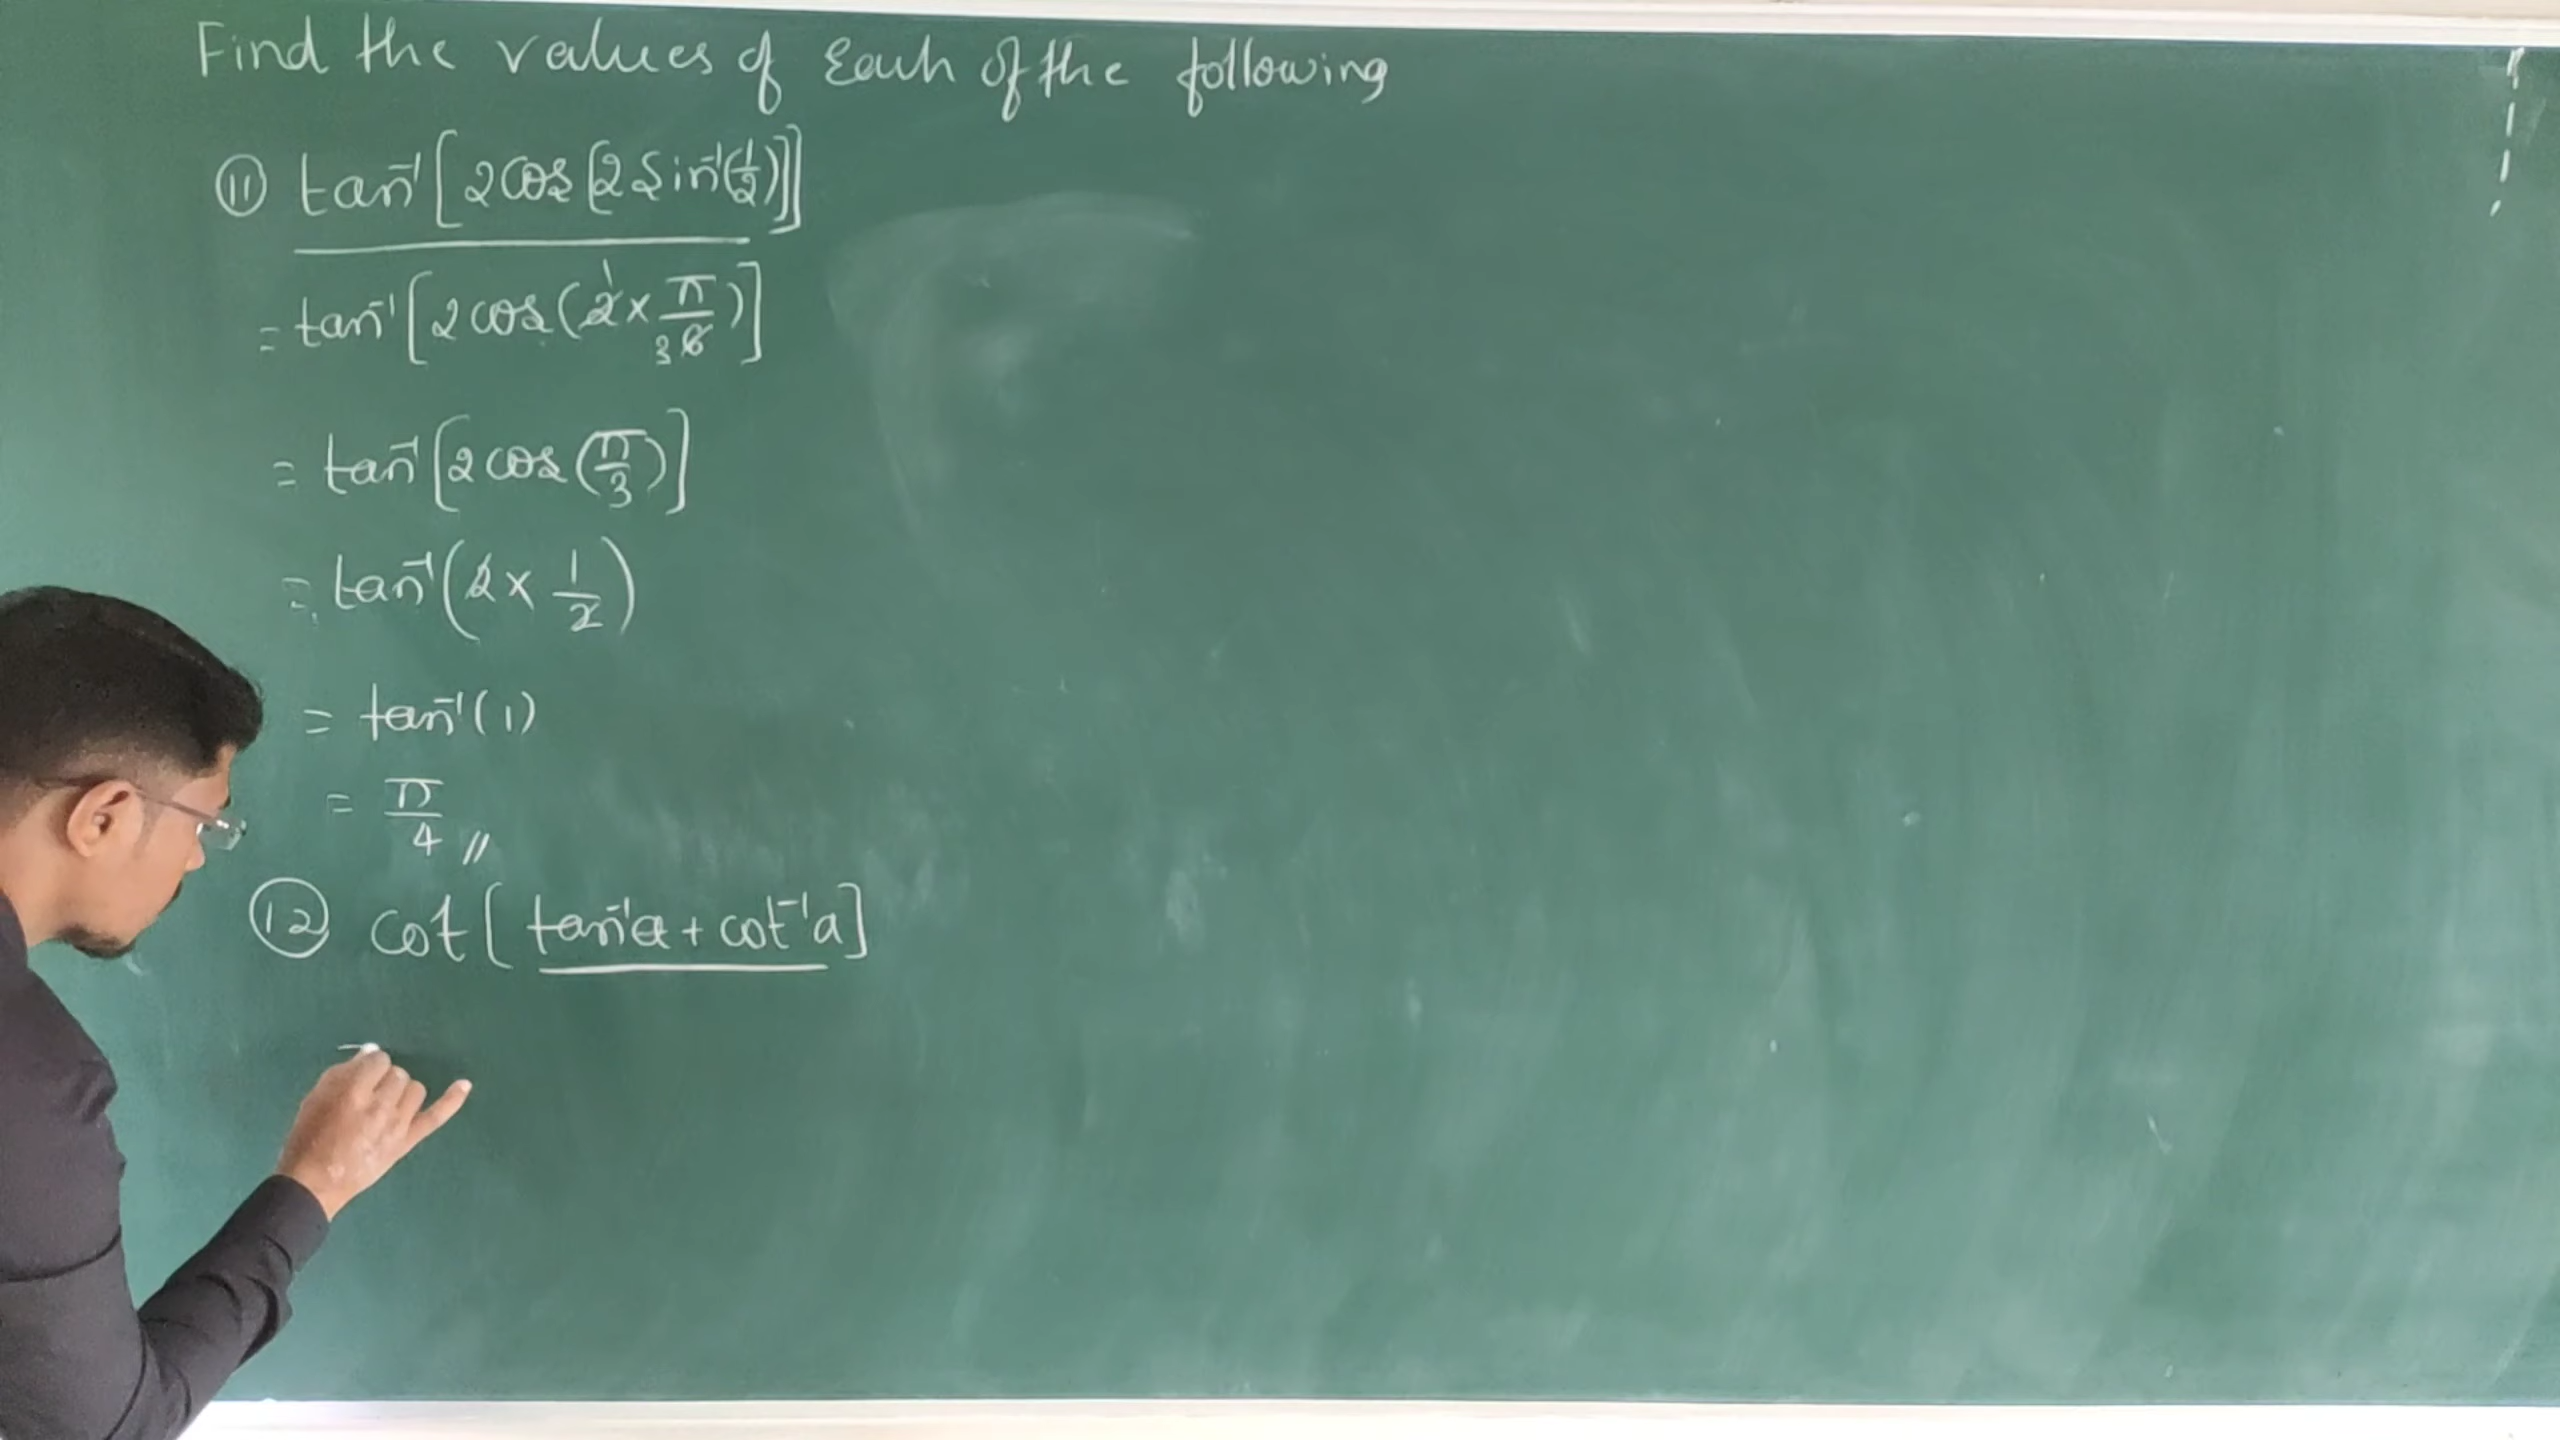 Find the values of Each of the following
⑪ tan⁻¹[2cos[2Sin⁻¹(1/2)]]
= tan⁻¹[2cos(2×π/6)] 1 3
= tan⁻¹[2cos(π/3)]
= tan⁻¹(2×1/2)
= tan⁻¹(1)
= π/4 //
⑫ cot[tan⁻¹a + cot⁻¹a]